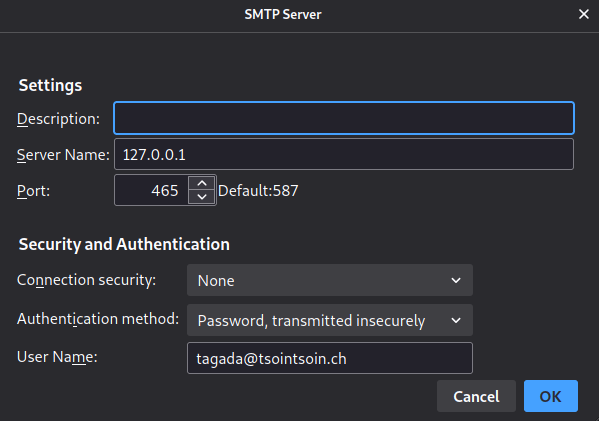 SMTP Server
Settings
Description:
Server Name: 127.0.0.1
Port: 465 Default:587
Security and Authentication
Connection security: None
Authentication method: Password, transmitted insecurely
User Name: tagada@tsointsoin.ch
Cancel OK